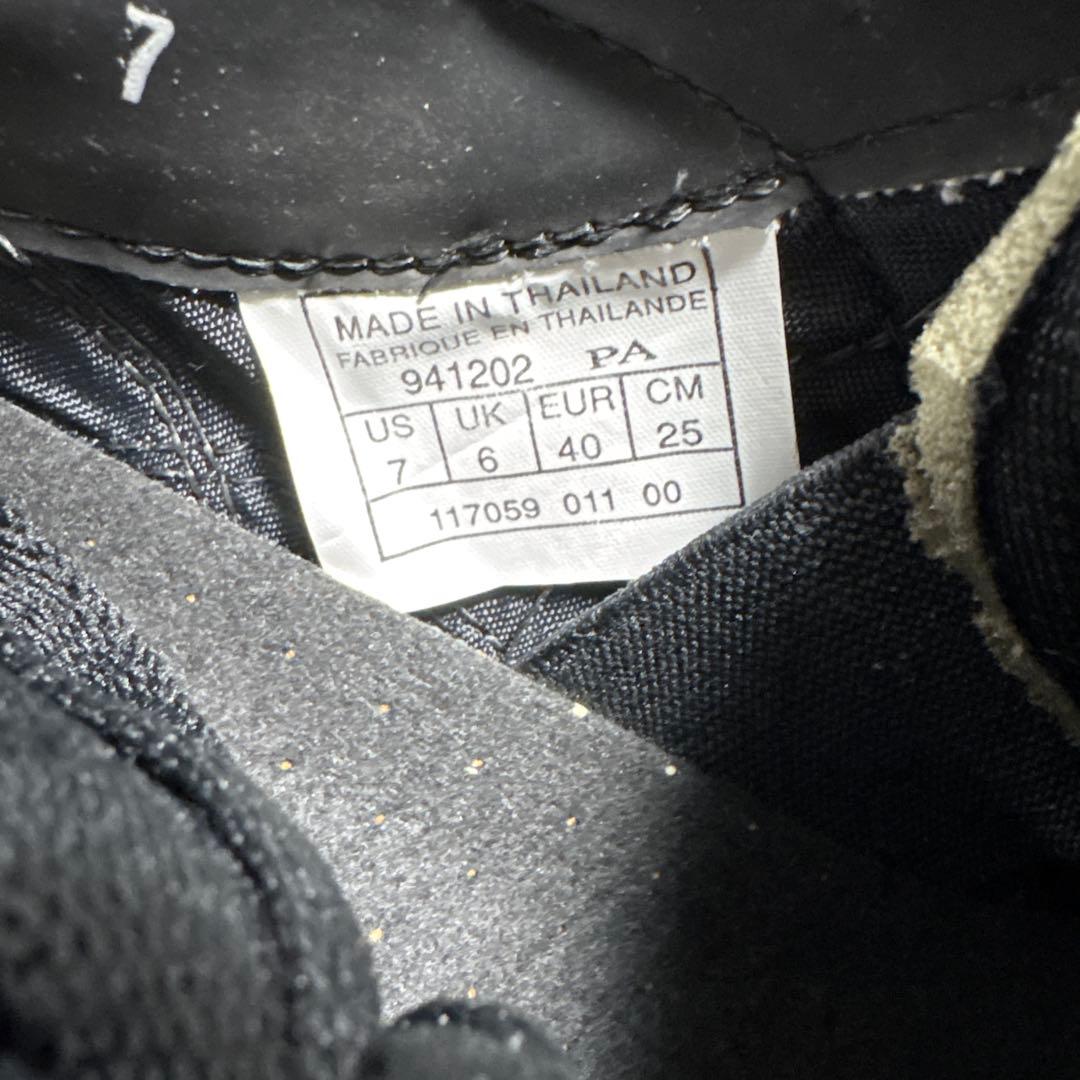 7
MADE IN THAILAND
FABRIQUE EN THAILANDE
941202 PA
US UK EUR CM
7 6 40 25
117059 011 00